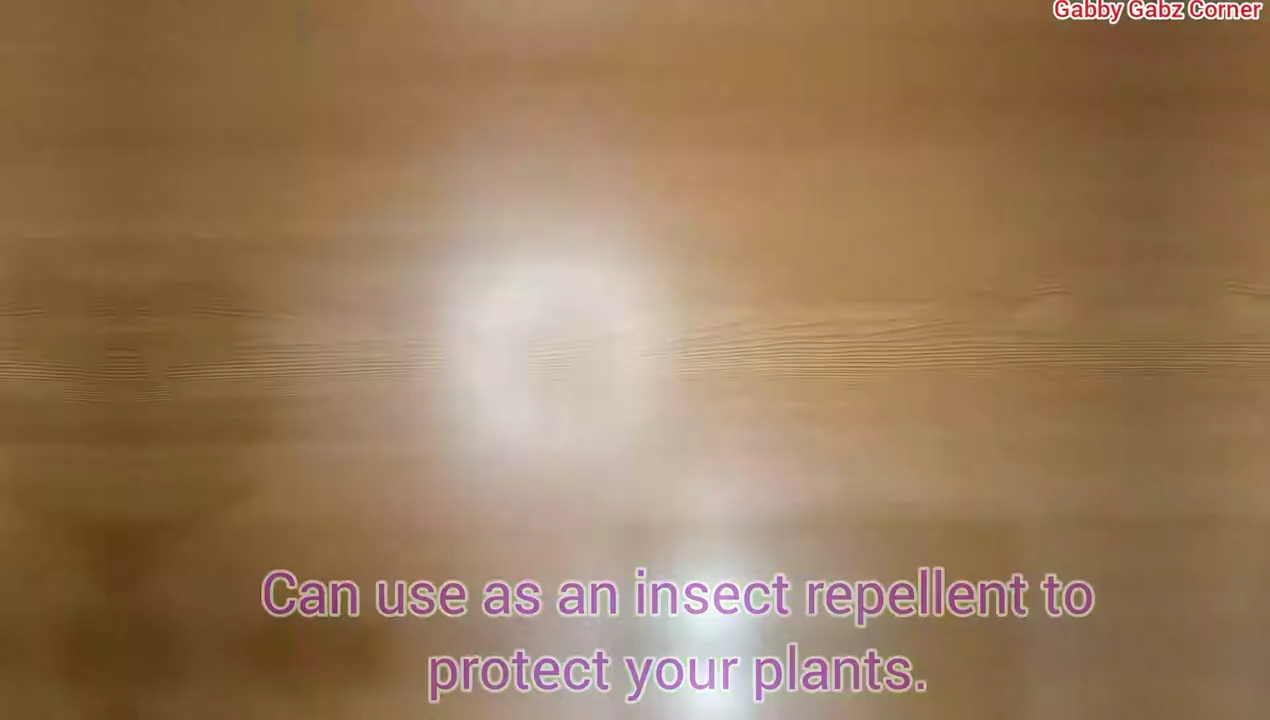 Gabby Gabz Corner
Can use as an insect repellent to
protect your plants.